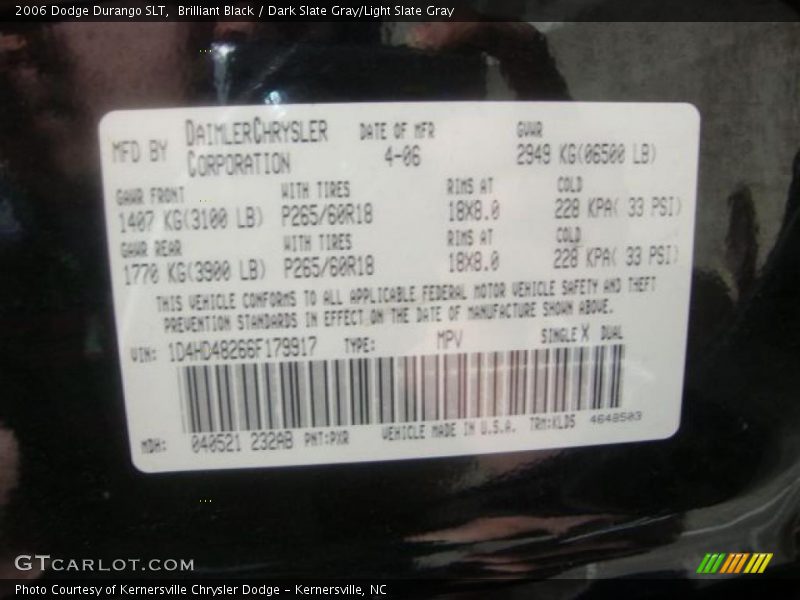 2006 Dodge Durango SLT, Brilliant Black / Dark Slate Gray/Light Slate Gray
MFD BY DAIMLERCHRYSLER CORPORATION DATE OF MFR 4-06 GVWR 2949 KG(06500 LB)
GAWR FRONT WITH TIRES RIMS AT COLD
1407 KG(3100 LB) P265/60R18 18X8.0 228 KPA( 33 PSI)
GAWR REAR WITH TIRES RIMS AT COLD
1770 KG(3900 LB) P265/60R18 18X8.0 228 KPA( 33 PSI)
THIS VEHICLE CONFORMS TO ALL APPLICABLE FEDERAL MOTOR VEHICLE SAFETY AND THEFT
PREVENTION STANDARDS IN EFFECT ON THE DATE OF MANUFACTURE SHOWN ABOVE.
VIN: 1D4HD48266F179917 TYPE: MPV SINGLE X DUAL
MDH: 040521 232AB PNT:PXR VEHICLE MADE IN U.S.A. TRM:KLDS 4648503
GTCARLOT.COM
Photo Courtesy of Kernersville Chrysler Dodge – Kernersville, NC